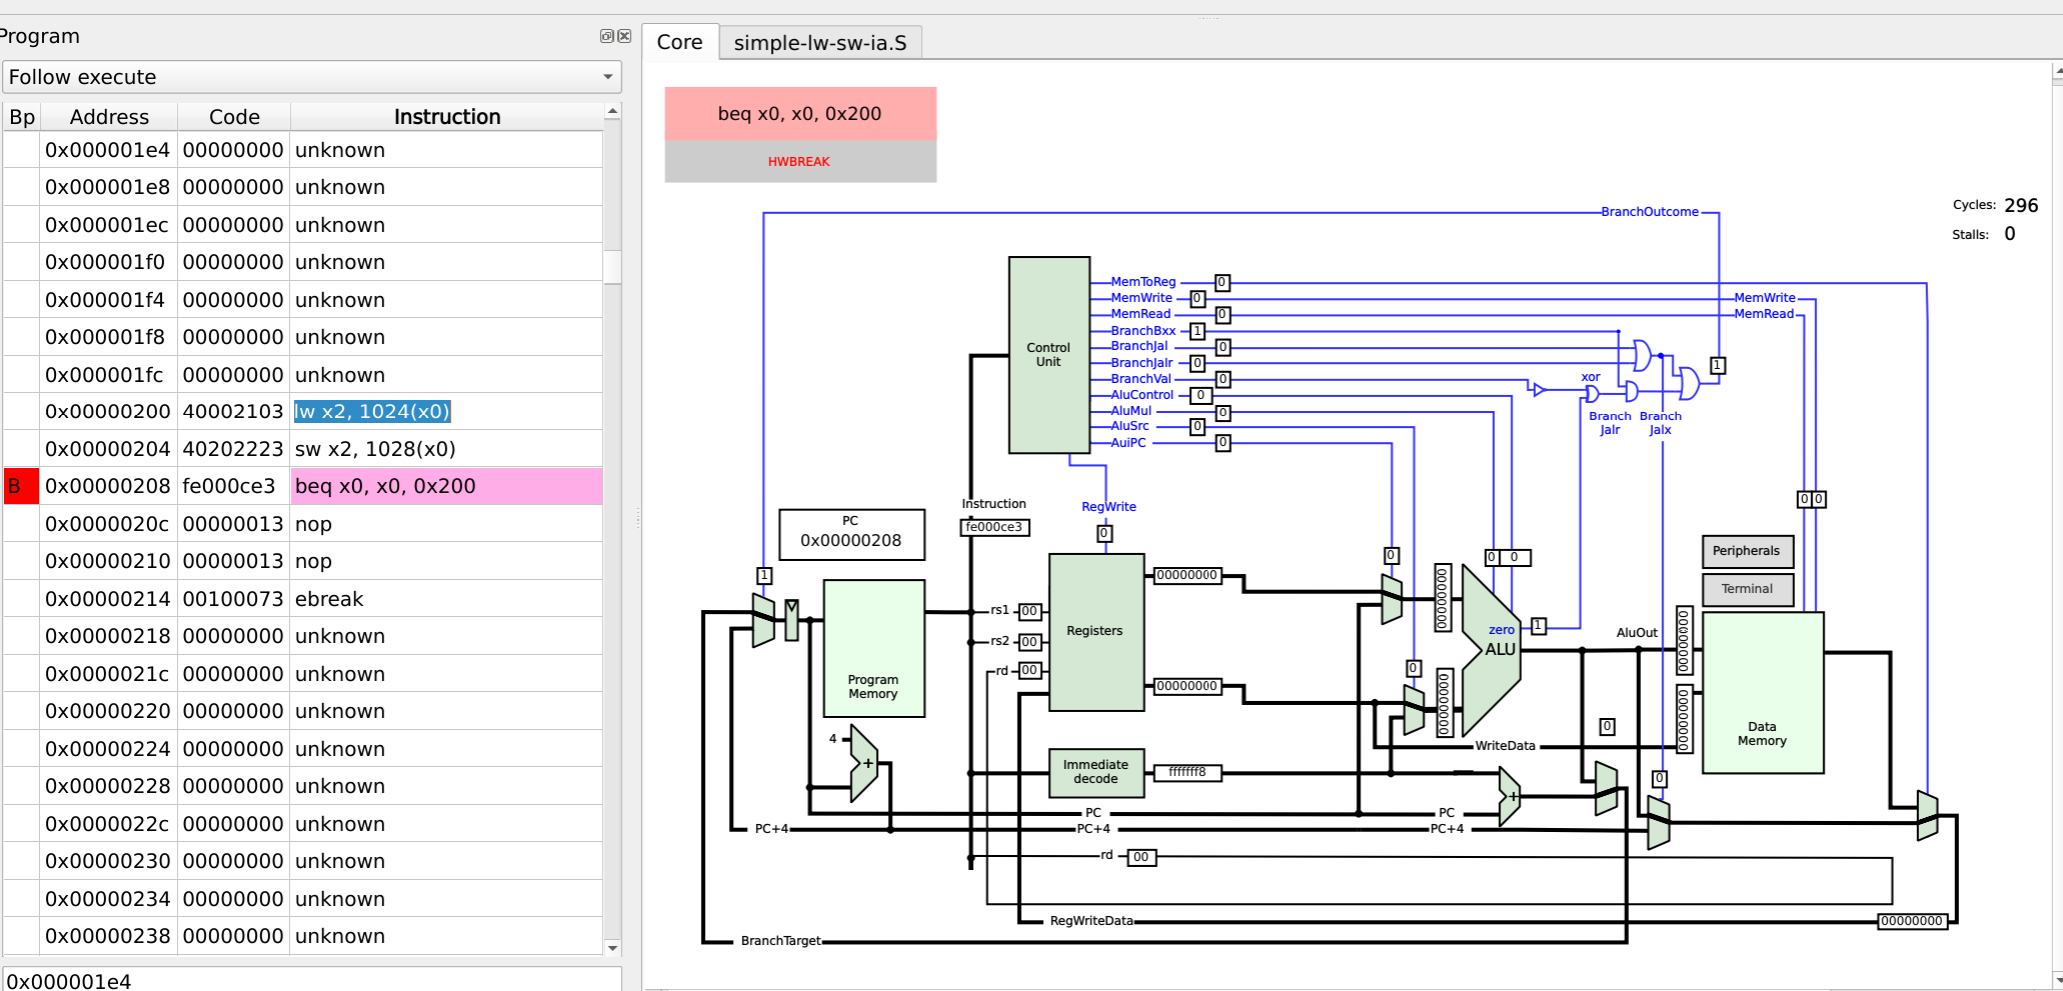 Program
Follow execute
Bp Address Code Instruction
0x000001e4 00000000 unknown
0x000001e8 00000000 unknown
0x000001ec 00000000 unknown
0x000001f0 00000000 unknown
0x000001f4 00000000 unknown
0x000001f8 00000000 unknown
0x000001fc 00000000 unknown
0x00000200 40002103 lw x2, 1024(x0)
0x00000204 40202223 sw x2, 1028(x0)
B 0x00000208 fe000ce3 beq x0, x0, 0x200
0x0000020c 00000013 nop
0x00000210 00000013 nop
0x00000214 00100073 ebreak
0x00000218 00000000 unknown
0x0000021c 00000000 unknown
0x00000220 00000000 unknown
0x00000224 00000000 unknown
0x00000228 00000000 unknown
0x0000022c 00000000 unknown
0x00000230 00000000 unknown
0x00000234 00000000 unknown
0x00000238 00000000 unknown
0x000001e4
Core simple-lw-sw-ia.S
beq x0, x0, 0x200
HWBREAK
Cycles: 296
Stalls: 0
BranchOutcome
Control
Unit
MemToReg 0
MemWrite 0 MemWrite
MemRead 0 MemRead
BranchBxx 1
BranchJal 0
BranchJalr 0
BranchVal 0
AluControl 0
AluMul 0
AluSrc 0
AuiPC 0
1
xor
Branch
Jalr
Branch
Jalx
0 0
RegWrite
0
Instruction
fe000ce3
PC
0x00000208
1
Program
Memory
4
+
rs1 00
rs2 00
rd 00
Registers
00000000
00000000
0
0
00000000
00000000
0 0
zero 1
ALU
AluOut
00000000
00000000
Peripherals
Terminal
Data
Memory
WriteData
0
0
Immediate
decode
fffffff8
+
PC PC
PC+4 PC+4 PC+4
rd 00
RegWriteData 00000000
BranchTarget